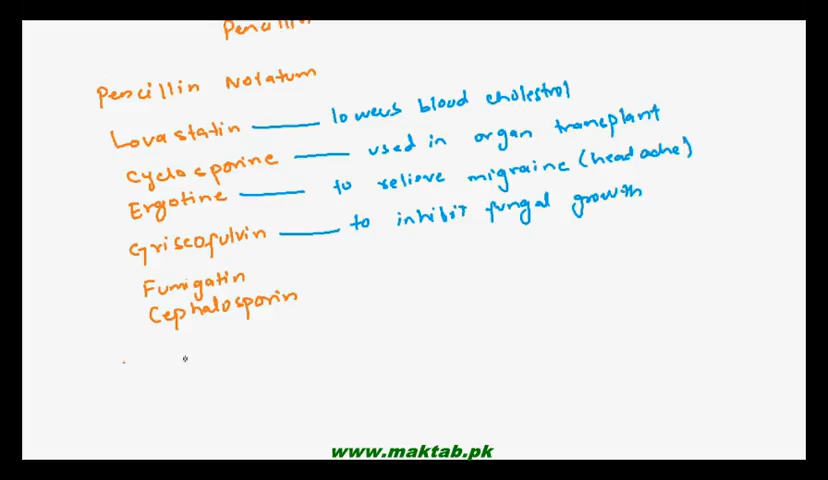 Pencillin
Pencillin Notatum
Lovastatin — lowers blood cholestrol
Cyclosporine — used in organ transplant
Ergotine — to relieve migraine (head ache)
Griseofulvin — to inhibit fungal growth
Fumigatin
Cephalosporin
www.maktab.pk